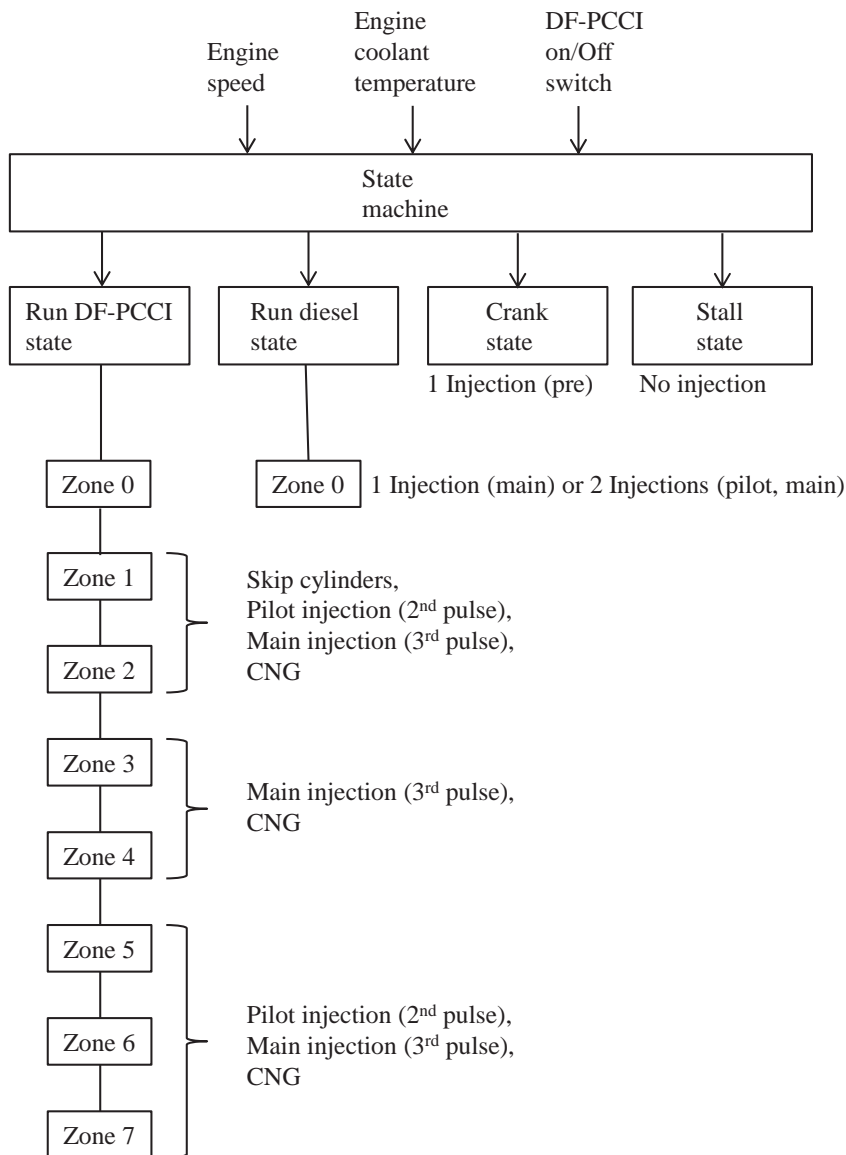 Engine
speed
Engine
coolant
temperature
DF-PCCI
on/Off
switch
State
machine
Run DF-PCCI
state
Run diesel
state
Crank
state
Stall
state
1 Injection (pre)
No injection
Zone 0
Zone 0
1 Injection (main) or 2 Injections (pilot, main)
Zone 1
Zone 2
Skip cylinders,
Pilot injection (2nd pulse),
Main injection (3rd pulse),
CNG
Zone 3
Zone 4
Main injection (3rd pulse),
CNG
Zone 5
Zone 6
Zone 7
Pilot injection (2nd pulse),
Main injection (3rd pulse),
CNG